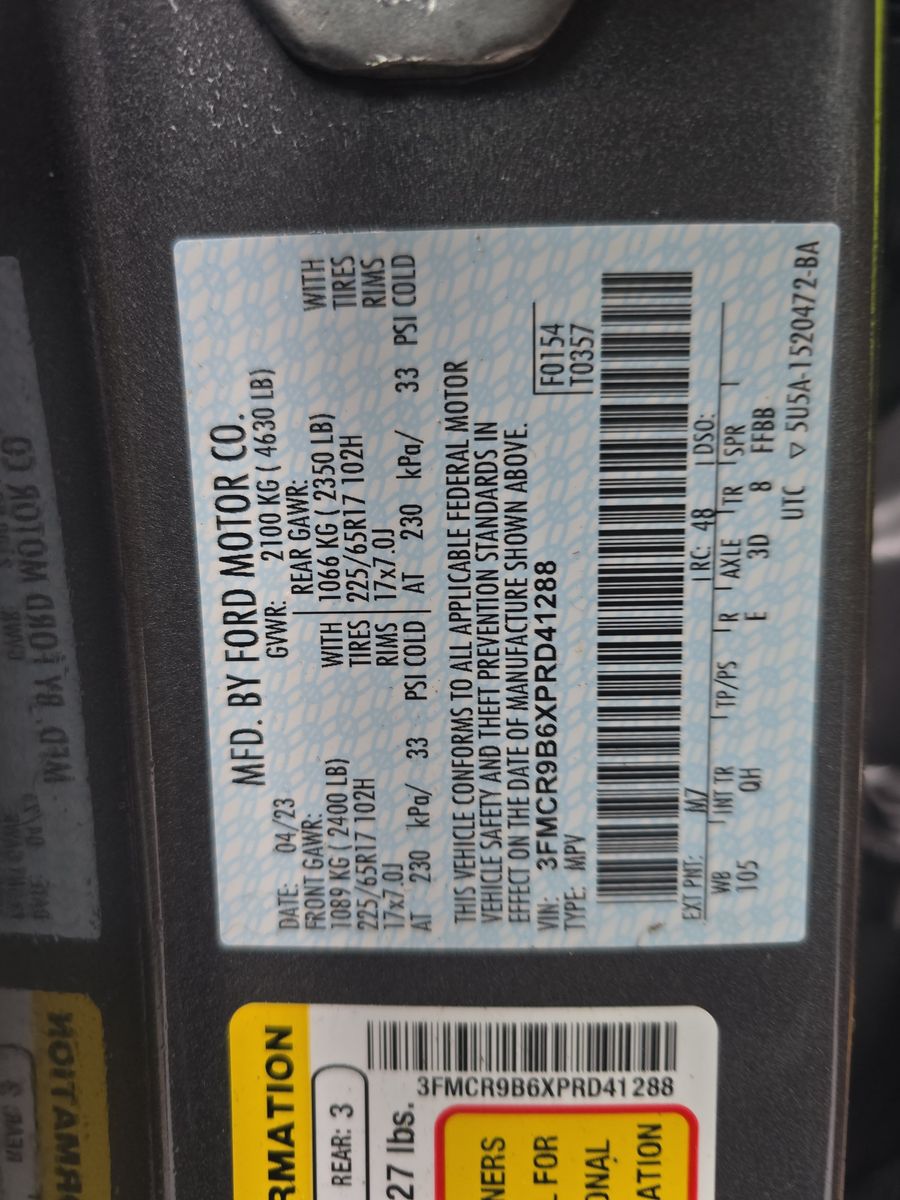 MFD. BY FORD MOTOR CO.
DATE: 04/23 GVWR: 2100 KG ( 4630 LB)
FRONT GAWR: REAR GAWR:
1089 KG ( 2400 LB) WITH 1066 KG ( 2350 LB) WITH
225/65R17 102H TIRES 225/65R17 102H TIRES
17x7.0J RIMS 17x7.0J RIMS
AT 230 kPa/ 33 PSI COLD AT 230 kPa/ 33 PSI COLD
THIS VEHICLE CONFORMS TO ALL APPLICABLE FEDERAL MOTOR
VEHICLE SAFETY AND THEFT PREVENTION STANDARDS IN
EFFECT ON THE DATE OF MANUFACTURE SHOWN ABOVE.
VIN: 3FMCR9B6XPRD41288 F0154
TYPE: MPV T0357
EXT PNT: M7 RC: 48 DSO:
WB INT TR TP/PS R AXLE TR SPR
105 QH E 3D 8 FFBB
UTC ▽ 5U5A-1520472-BA
RMATION
REAR: 3
27 lbs.
3FMCR9B6XPRD41288
NERS
L FOR
ONAL
ATION